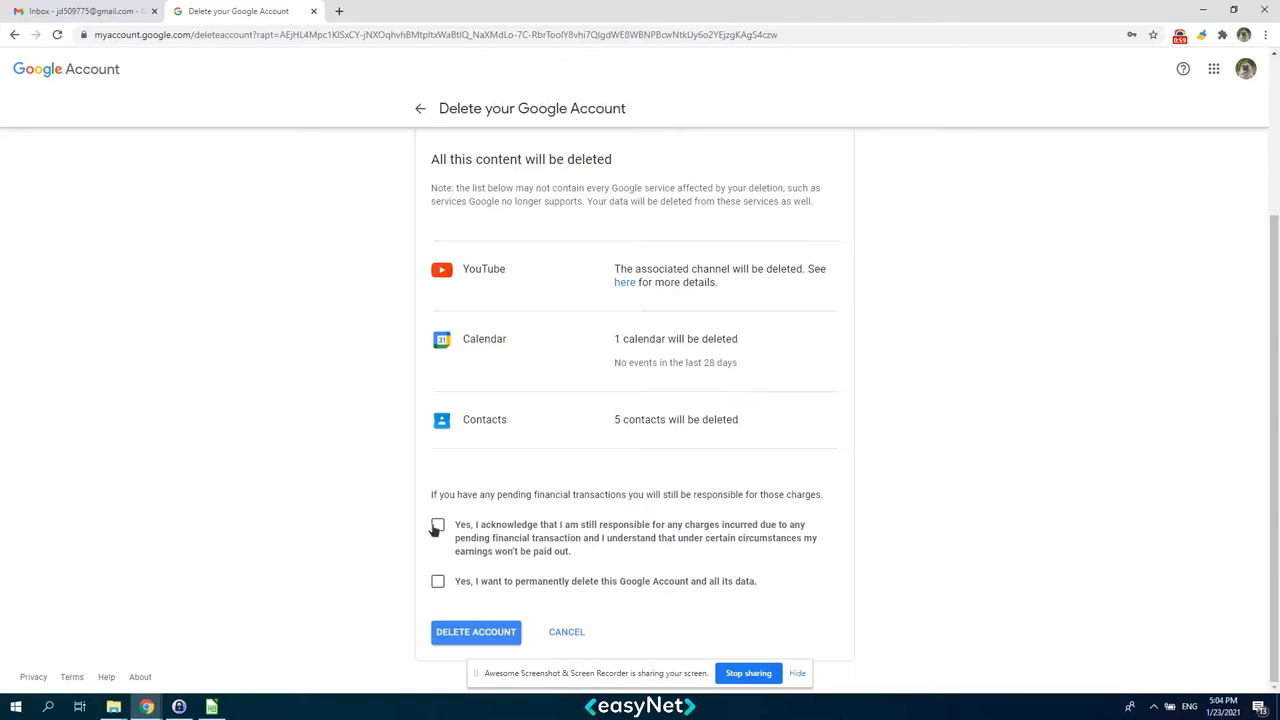 Inbox - jd509775@gmail.com - G
Delete your Google Account
myaccount.google.com/deleteaccount?rapt=AEjHL4Mpc1KlSxCY-jNXOqhvhBMtpltxWaBtiQ_NaXMdLo-7C-RbrToolY8vhi7QIgdWE8WBNPBcwNtkUy6o2YEjzgKAgS4czw
0:59
Google Account
Delete your Google Account
All this content will be deleted
Note: the list below may not contain every Google service affected by your deletion, such as
services Google no longer supports. Your data will be deleted from these services as well.
YouTube
The associated channel will be deleted. See
here for more details.
31
Calendar
1 calendar will be deleted
No events in the last 28 days
Contacts
5 contacts will be deleted
If you have any pending financial transactions you will still be responsible for those charges.
Yes, I acknowledge that I am still responsible for any charges incurred due to any
pending financial transaction and I understand that under certain circumstances my
earnings won't be paid out.
Yes, I want to permanently delete this Google Account and all its data.
DELETE ACCOUNT
CANCEL
Awesome Screenshot & Screen Recorder is sharing your screen.
Stop sharing
Hide
Privacy
Terms
Help
About
<easyNet>
ENG
5:04 PM
1/23/2021
13